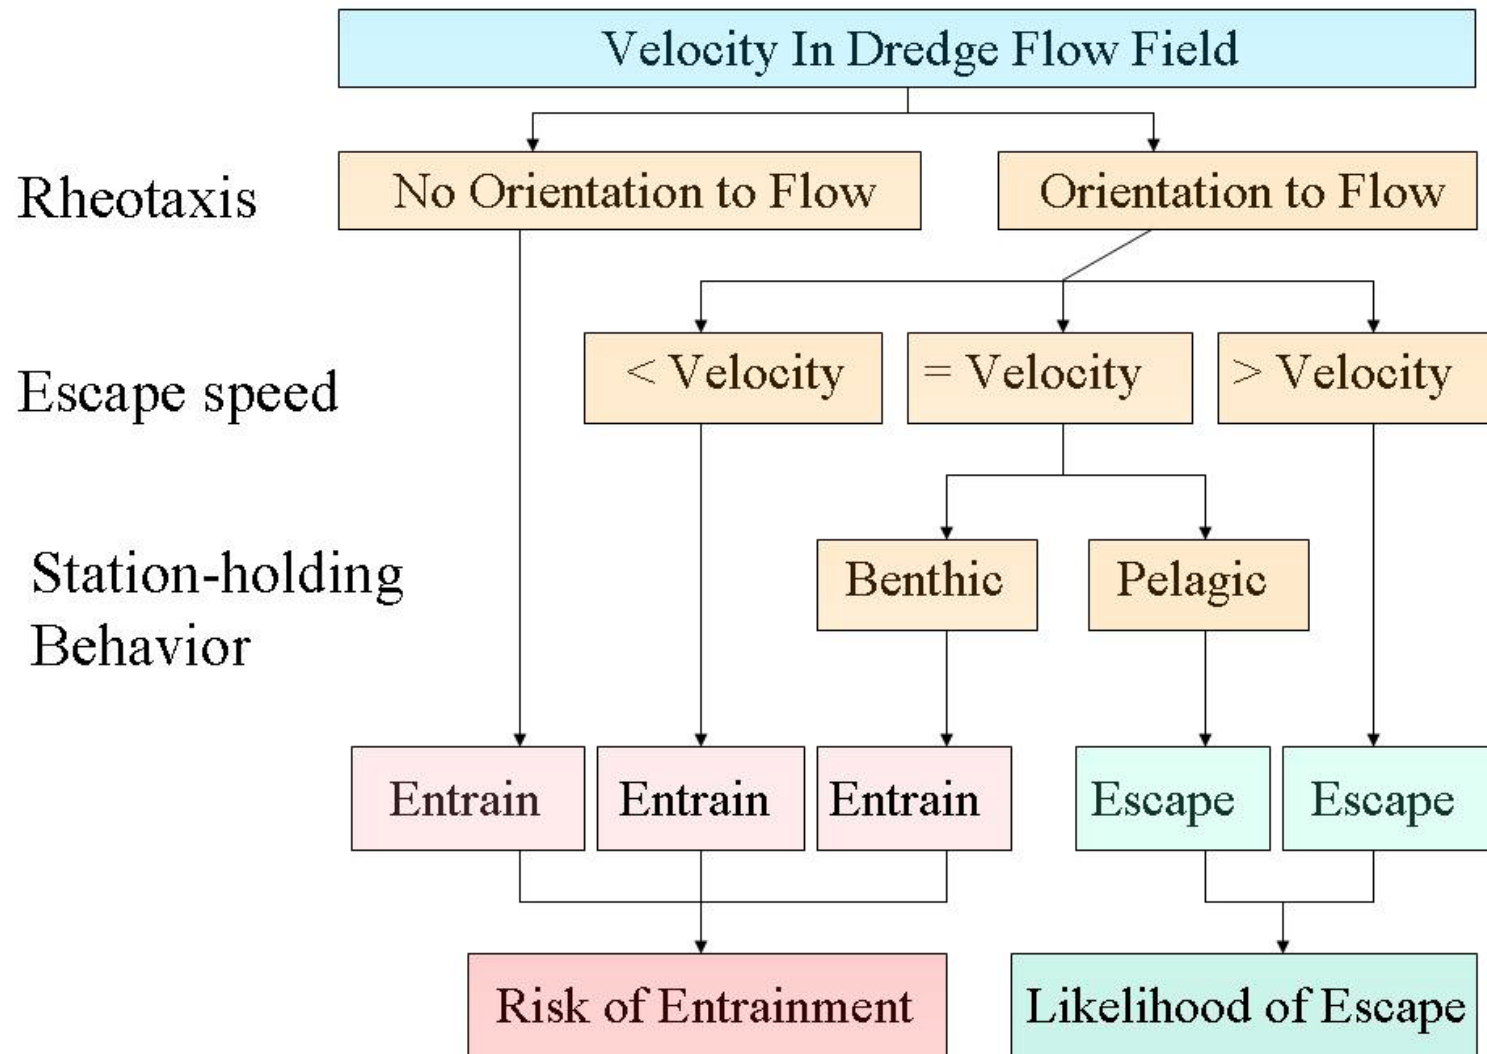 Velocity In Dredge Flow Field
Rheotaxis
No Orientation to Flow
Orientation to Flow
Escape speed
< Velocity
= Velocity
> Velocity
Station-holding
Behavior
Benthic
Pelagic
Entrain
Entrain
Entrain
Escape
Escape
Risk of Entrainment
Likelihood of Escape